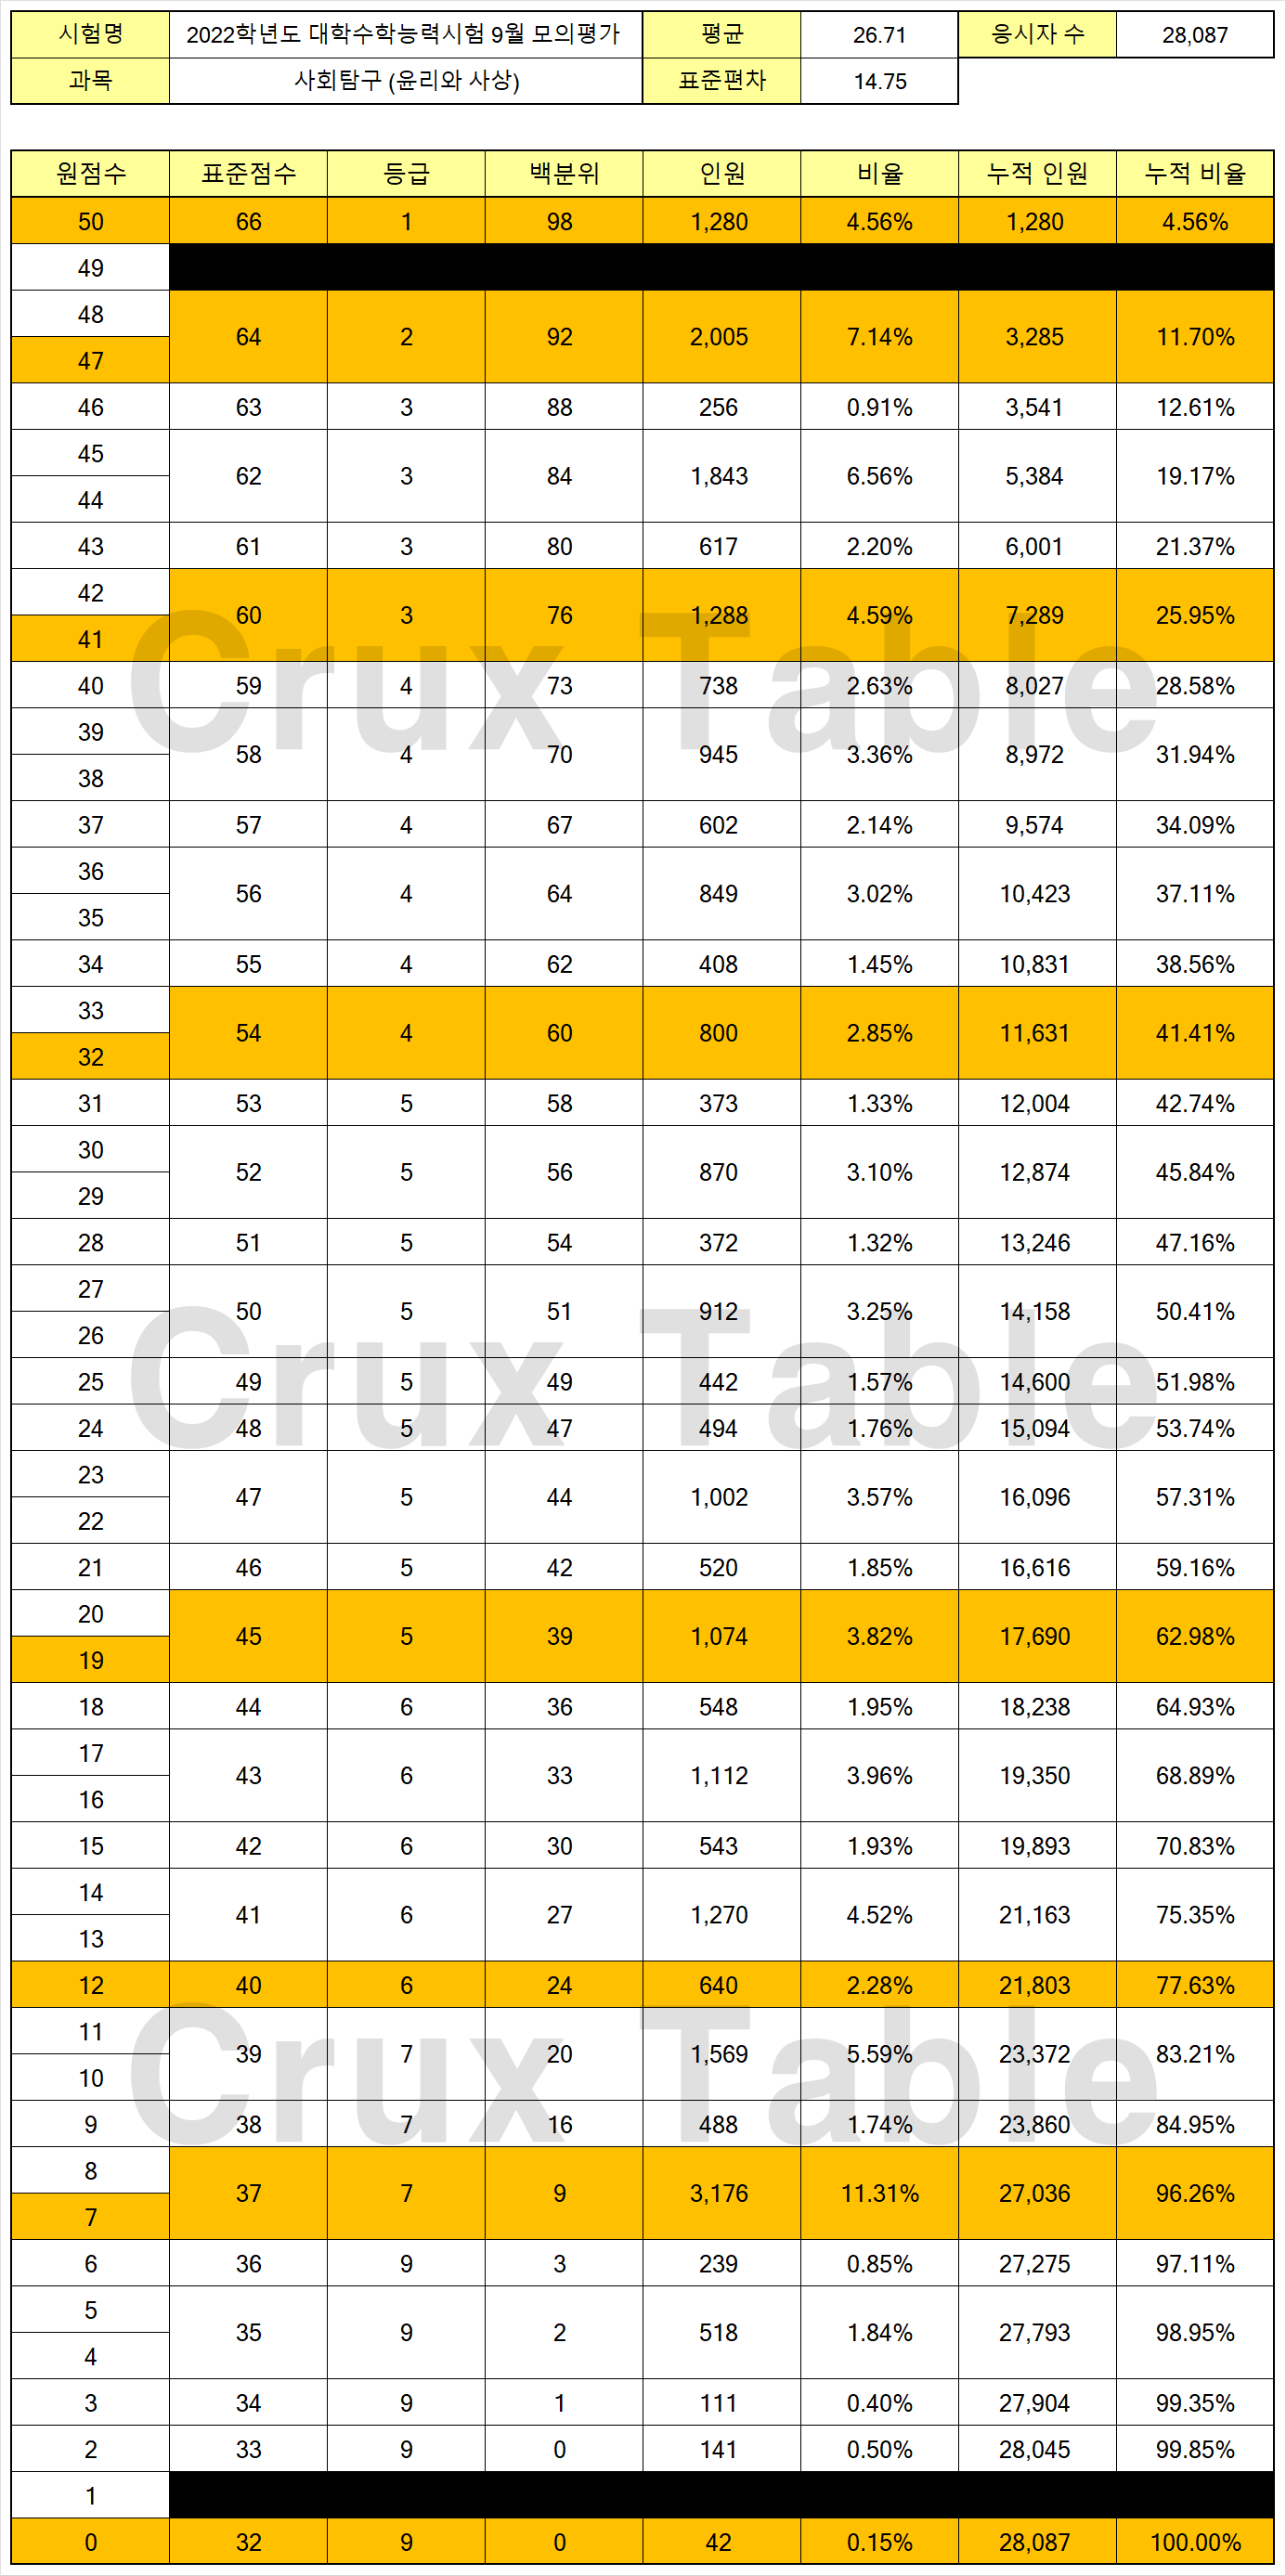 시험명 2022학년도 대학수학능력시험 9월 모의평가 평균 26.71 응시자 수 28,087
과목 사회탐구 (윤리와 사상) 표준편차 14.75
원점수 표준점수 등급 백분위 인원 비율 누적 인원 누적 비율
50 66 1 98 1,280 4.56% 1,280 4.56%
49
48
64 2 92 2,005 7.14% 3,285 11.70%
47
46 63 3 88 256 0.91% 3,541 12.61%
45
62 3 84 1,843 6.56% 5,384 19.17%
44
43 61 3 80 617 2.20% 6,001 21.37%
42
60 3 76 1,288 4.59% 7,289 25.95%
41
Crux Table
40 59 4 73 738 2.63% 8,027 28.58%
39
58 4 70 945 3.36% 8,972 31.94%
38
37 57 4 67 602 2.14% 9,574 34.09%
36
56 4 64 849 3.02% 10,423 37.11%
35
34 55 4 62 408 1.45% 10,831 38.56%
33
54 4 60 800 2.85% 11,631 41.41%
32
31 53 5 58 373 1.33% 12,004 42.74%
30
52 5 56 870 3.10% 12,874 45.84%
29
28 51 5 54 372 1.32% 13,246 47.16%
27
50 5 51 912 3.25% 14,158 50.41%
26
Crux Table
25 49 5 49 442 1.57% 14,600 51.98%
24 48 5 47 494 1.76% 15,094 53.74%
23
47 5 44 1,002 3.57% 16,096 57.31%
22
21 46 5 42 520 1.85% 16,616 59.16%
20
45 5 39 1,074 3.82% 17,690 62.98%
19
18 44 6 36 548 1.95% 18,238 64.93%
17
43 6 33 1,112 3.96% 19,350 68.89%
16
15 42 6 30 543 1.93% 19,893 70.83%
14
41 6 27 1,270 4.52% 21,163 75.35%
13
12 40 6 24 640 2.28% 21,803 77.63%
11
39 7 20 1,569 5.59% 23,372 83.21%
10
Crux Table
9 38 7 16 488 1.74% 23,860 84.95%
8
37 7 9 3,176 11.31% 27,036 96.26%
7
6 36 9 3 239 0.85% 27,275 97.11%
5
35 9 2 518 1.84% 27,793 98.95%
4
3 34 9 1 111 0.40% 27,904 99.35%
2 33 9 0 141 0.50% 28,045 99.85%
1
0 32 9 0 42 0.15% 28,087 100.00%